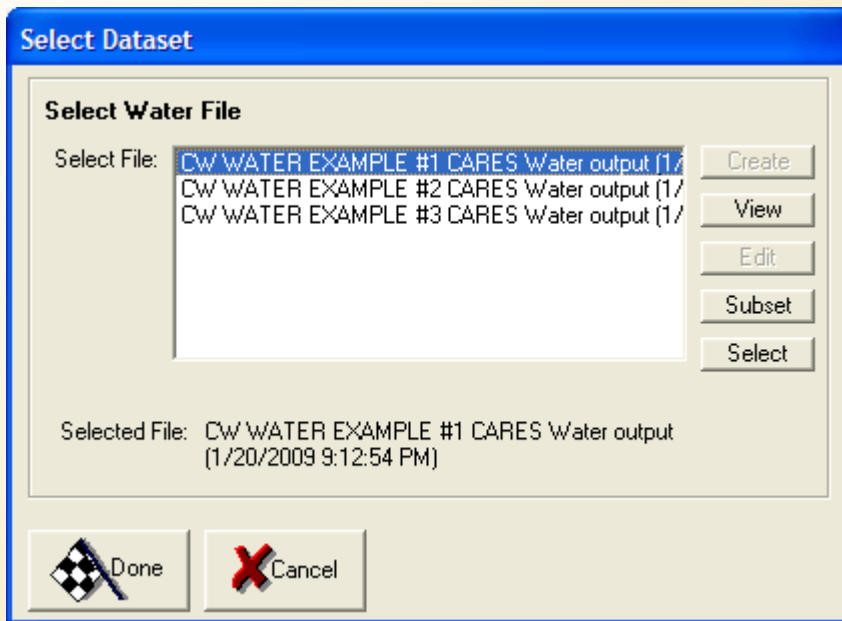 Select Dataset
Select Water File
Select File:
CW WATER EXAMPLE #1 CARES Water output (1/
CW WATER EXAMPLE #2 CARES Water output (1/
CW WATER EXAMPLE #3 CARES Water output (1/
Create
View
Edit
Subset
Select
Selected File: CW WATER EXAMPLE #1 CARES Water output
(1/20/2009 9:12:54 PM)
Done
Cancel